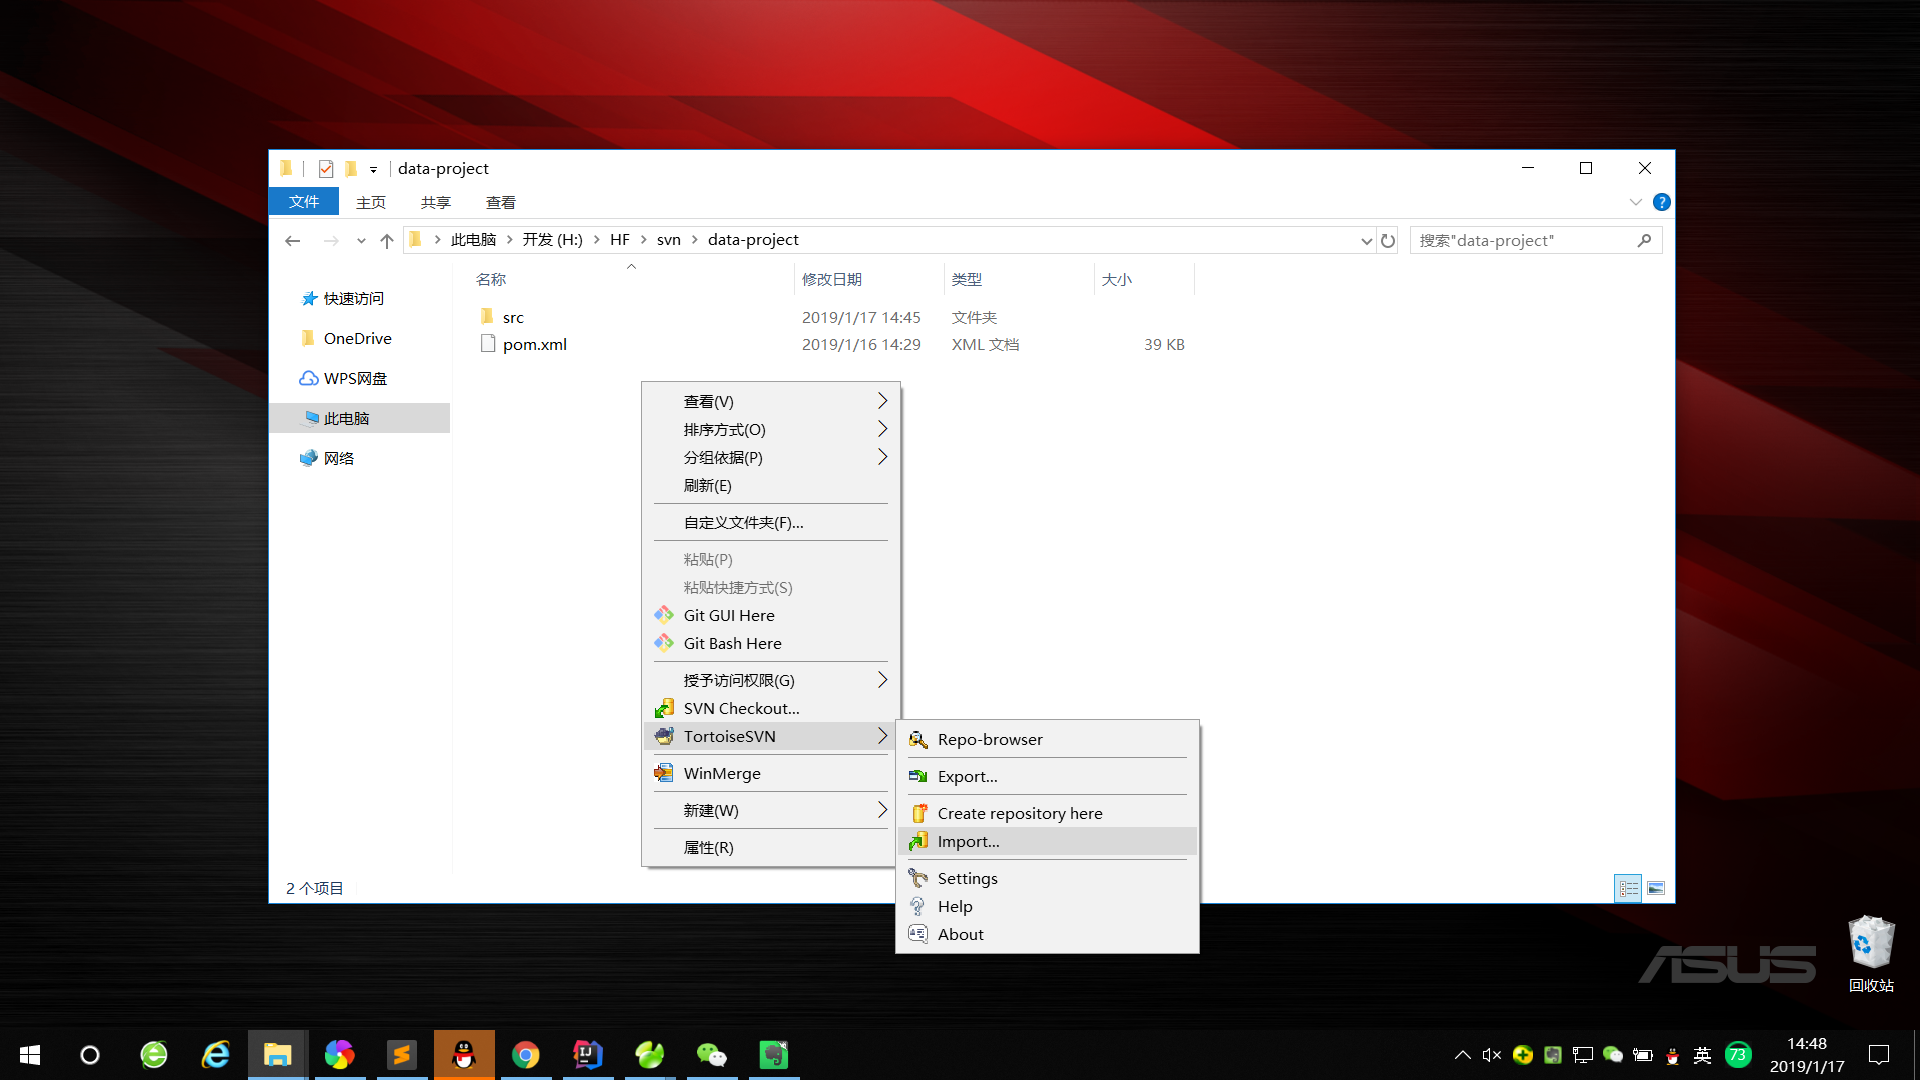 data-project
文件 主页 共享 查看
此电脑 开发 (H:) HF svn data-project
搜索"data-project"
名称 修改日期 类型 大小
快速访问
OneDrive
WPS网盘
此电脑
网络
src 2019/1/17 14:45 文件夹
pom.xml 2019/1/16 14:29 XML 文档 39 KB
查看(V)
排序方式(O)
分组依据(P)
刷新(E)
自定义文件夹(F)...
粘贴(P)
粘贴快捷方式(S)
Git GUI Here
Git Bash Here
授予访问权限(G)
SVN Checkout...
TortoiseSVN
WinMerge
新建(W)
属性(R)
Repo-browser
Export...
Create repository here
Import...
Settings
Help
About
2 个项目
ASUS
回收站
英
73
14:48
2019/1/17